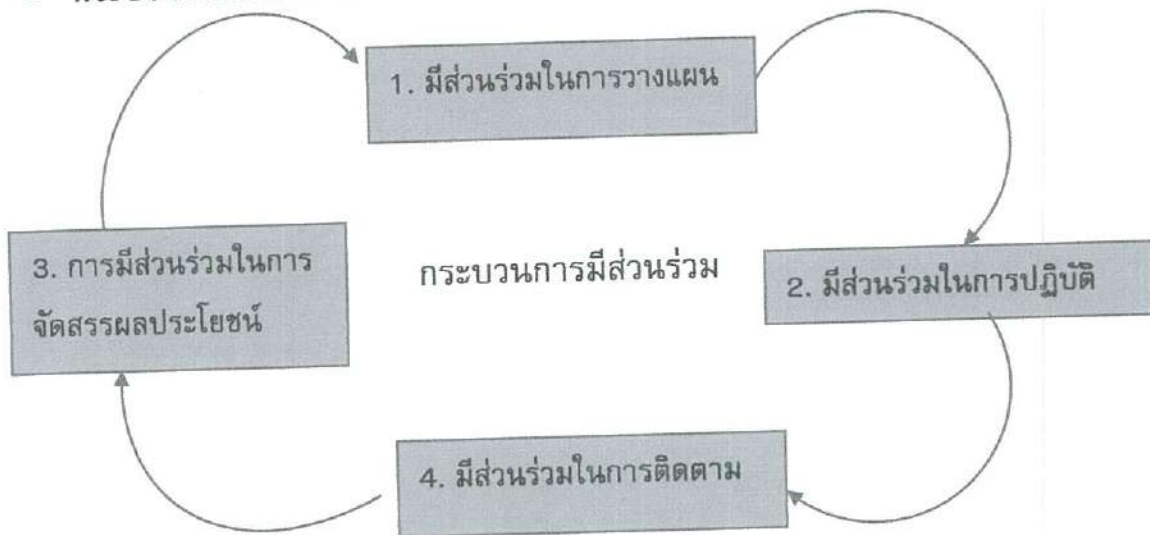 1. มีส่วนร่วมในการวางแผน
3. การมีส่วนร่วมในการ
จัดสรรผลประโยชน์
กระบวนการมีส่วนร่วม
2. มีส่วนร่วมในการปฏิบัติ
4. มีส่วนร่วมในการติดตาม